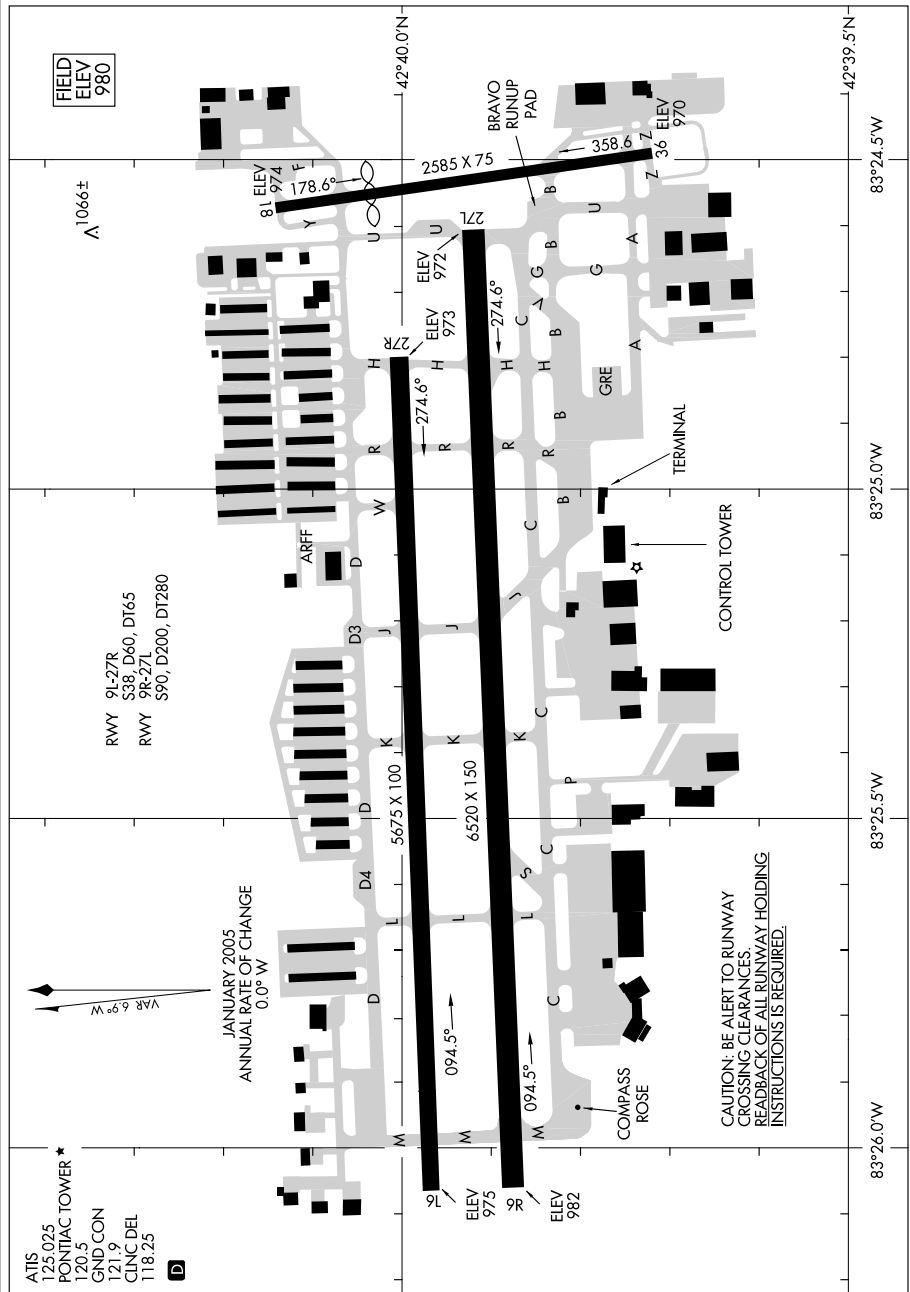 ATIS
125.025
PONTIAC TOWER ★
120.5
GND CON
121.9
CLNC DEL
118.25
D
FIELD
ELEV
980
1066±
VAR 6.9° W
JANUARY 2005
ANNUAL RATE OF CHANGE
0.0° W
RWY 9L-27R
S38, D60, DT65
RWY 9R-27L
S90, D200, DT280
ARFF
D
D4
D
D3
D
W
R
H
U
Y
F
18
ELEV
974
178.6°
2585 X 75
358.6
36
ELEV
970
Z
Z
BRAVO
RUNUP
PAD
L
K
J
M
9L
ELEV
975
094.5°
5675 X 100
274.6°
27R
ELEV
973
M
L
K
J
R
H
U
9R
ELEV
982
094.5°
6520 X 150
274.6°
27L
ELEV
972
M
L
S
K
J
R
H
C
C
C
C
C
V
G
B
B
B
B
B
R
H
U
G
A
A
P
GRE
TERMINAL
CONTROL TOWER
COMPASS
ROSE
CAUTION: BE ALERT TO RUNWAY
CROSSING CLEARANCES.
READBACK OF ALL RUNWAY HOLDING
INSTRUCTIONS IS REQUIRED.
42°40.0'N
42°39.5'N
83°26.0'W
83°25.5'W
83°25.0'W
83°24.5'W